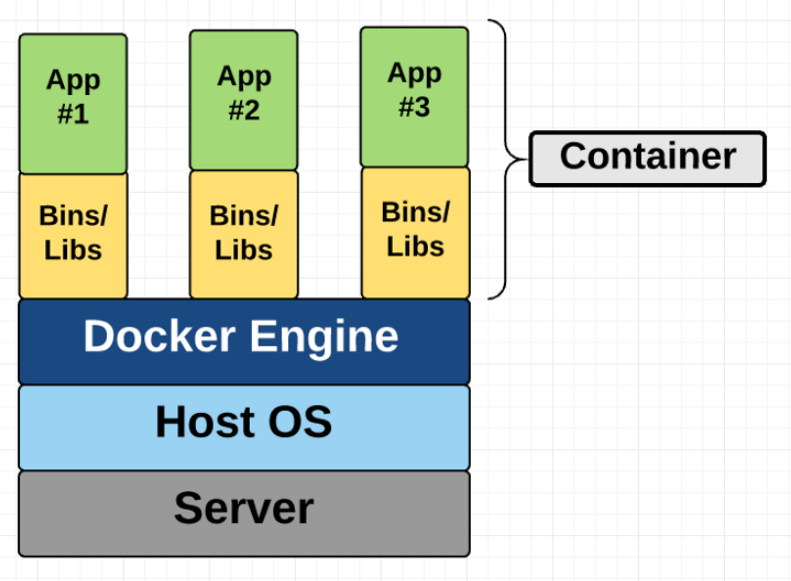 App
#1
App
#2
App
#3
Container
Bins/
Libs
Bins/
Libs
Bins/
Libs
Docker Engine
Host OS
Server